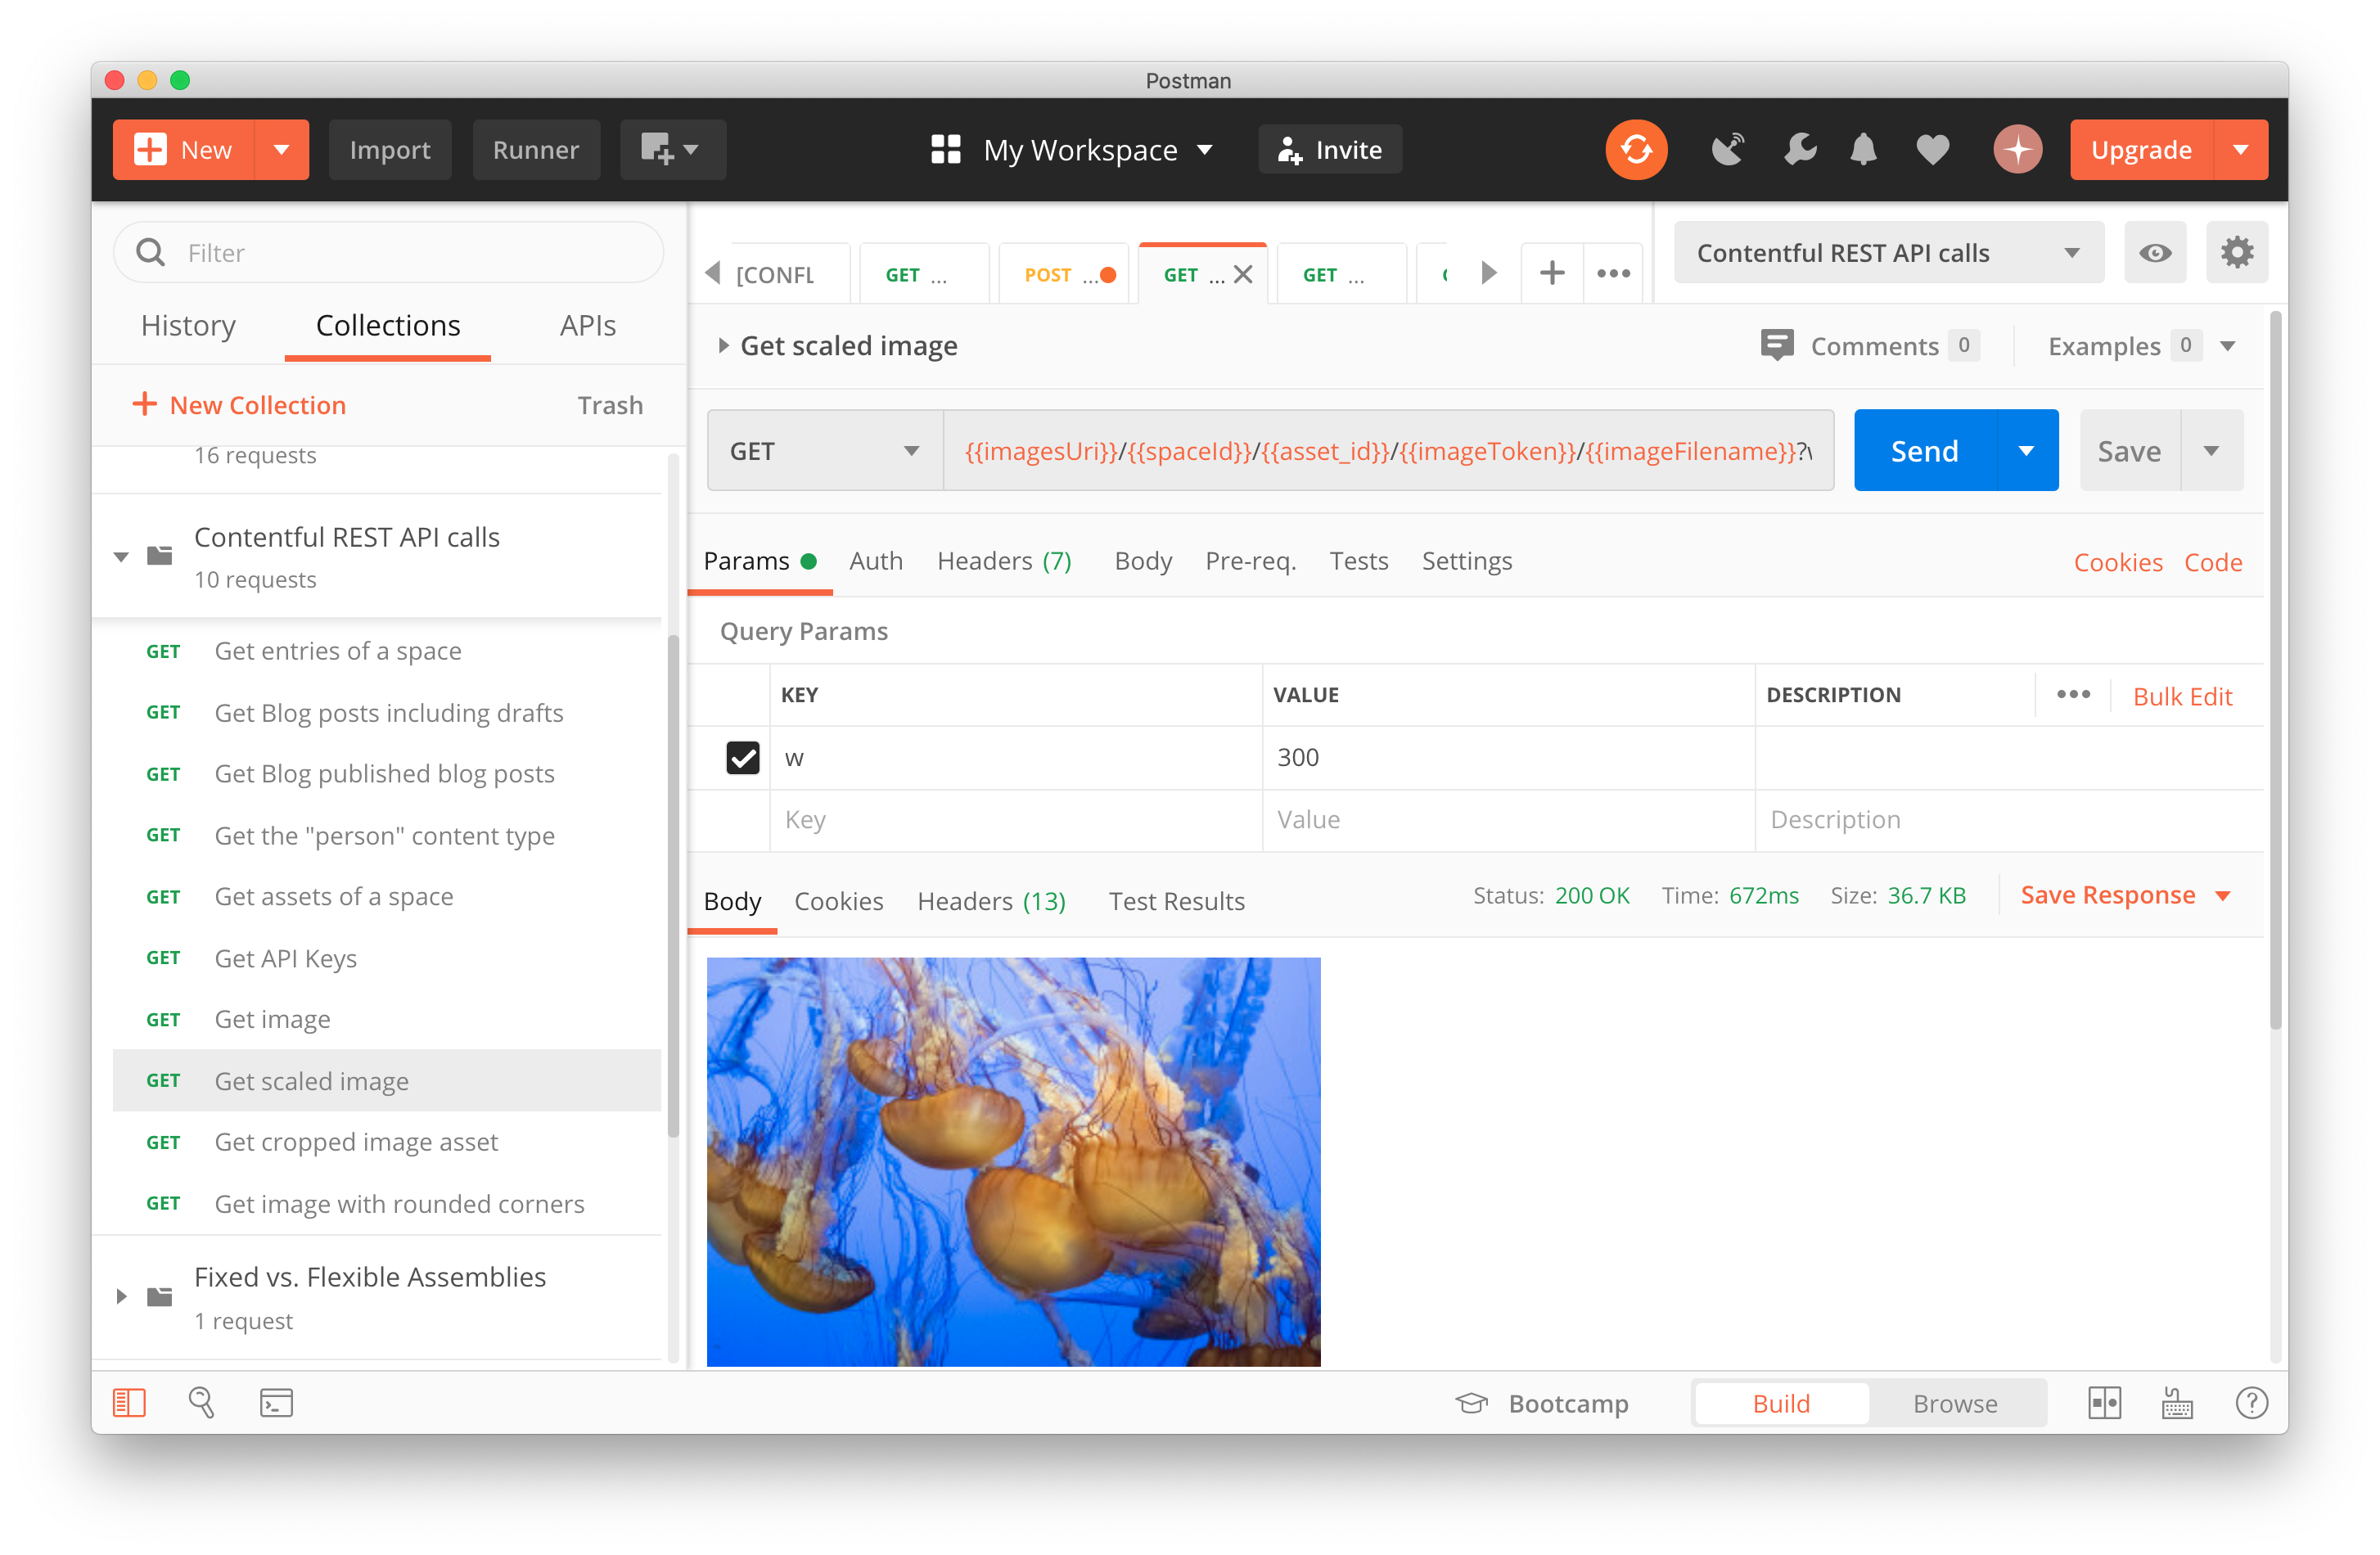 Postman
New Import Runner My Workspace Invite Upgrade
Filter
History Collections APIs
New Collection Trash
16 requests
Contentful REST API calls
10 requests
GET Get entries of a space
GET Get Blog posts including drafts
GET Get Blog published blog posts
GET Get the "person" content type
GET Get assets of a space
GET Get API Keys
GET Get image
GET Get scaled image
GET Get cropped image asset
GET Get image with rounded corners
Fixed vs. Flexible Assemblies
1 request
[CONFL GET ... POST ... GET ... GET ...
Contentful REST API calls
Get scaled image Comments 0 Examples 0
GET {{imagesUri}}/{{spaceId}}/{{asset_id}}/{{imageToken}}/{{imageFilename}}? Send Save
Params Auth Headers (7) Body Pre-req. Tests Settings Cookies Code
Query Params
KEY VALUE DESCRIPTION ••• Bulk Edit
w 300
Key Value Description
Body Cookies Headers (13) Test Results Status: 200 OK Time: 672ms Size: 36.7 KB Save Response
Bootcamp Build Browse ?